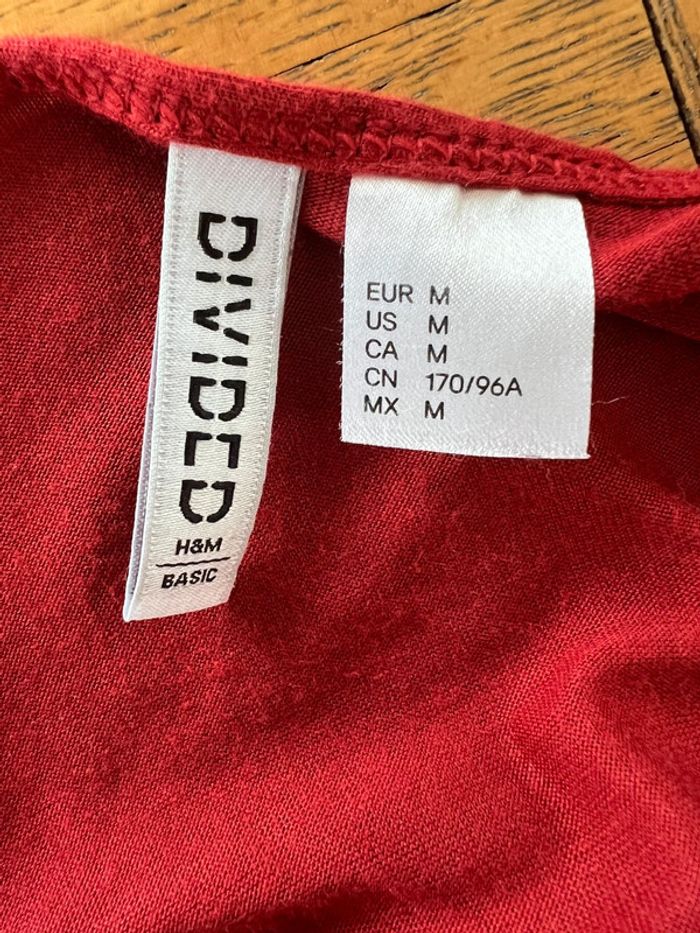 DIVIDED
H&M
BASIC
EUR M
US M
CA M
CN 170/96A
MX M